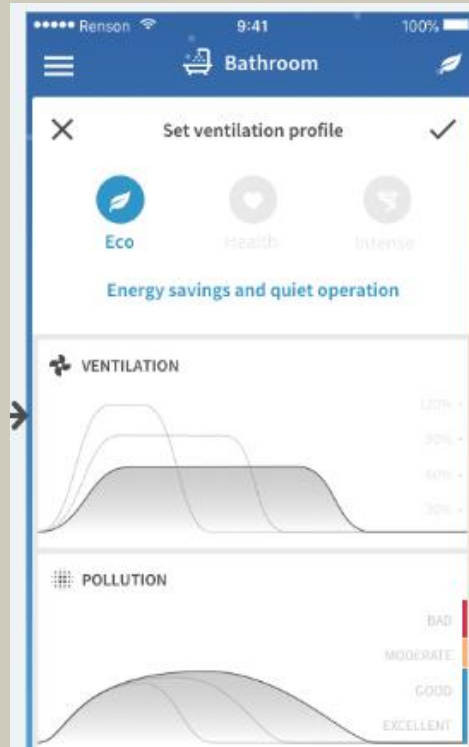 Renson 9:41 100%
Bathroom
Set ventilation profile
Eco Health Intense
Energy savings and quiet operation
VENTILATION
120%
90%
60%
30%
POLLUTION
BAD
MODERATE
GOOD
EXCELLENT